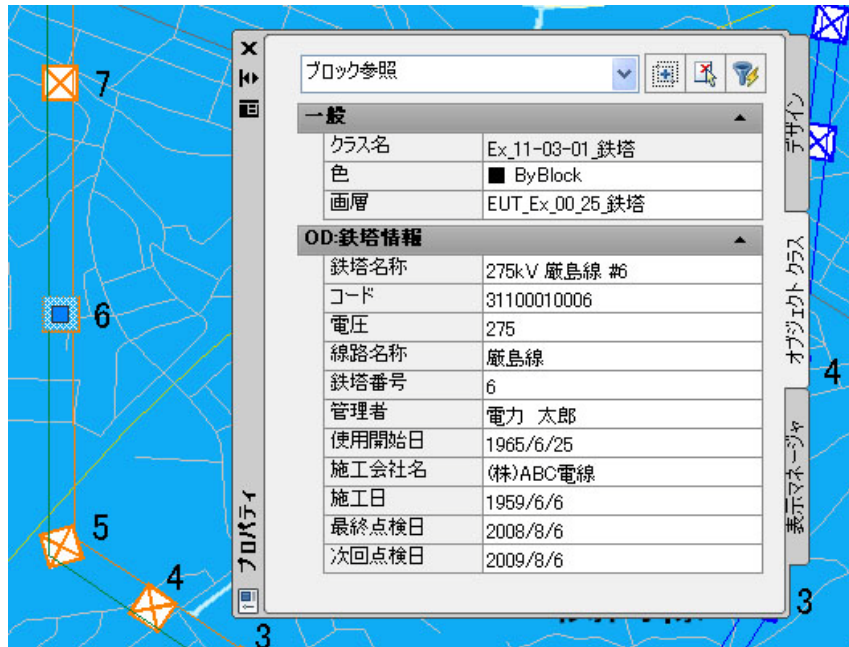 7
6
5
4
3
4
3
プロパティ
ブロック参照
一般
クラス名 Ex_11-03-01_鉄塔
色 ByBlock
画層 EUT_Ex_00_25_鉄塔
OD:鉄塔情報
鉄塔名称 275kV 厳島線 #6
コード 31100010006
電圧 275
線路名称 厳島線
鉄塔番号 6
管理者 電力 太郎
使用開始日 1965/6/25
施工会社名 (株)ABC電線
施工日 1959/6/6
最終点検日 2008/8/6
次回点検日 2009/8/6
デザイン
オブジェクト クラス
表示マネージャ